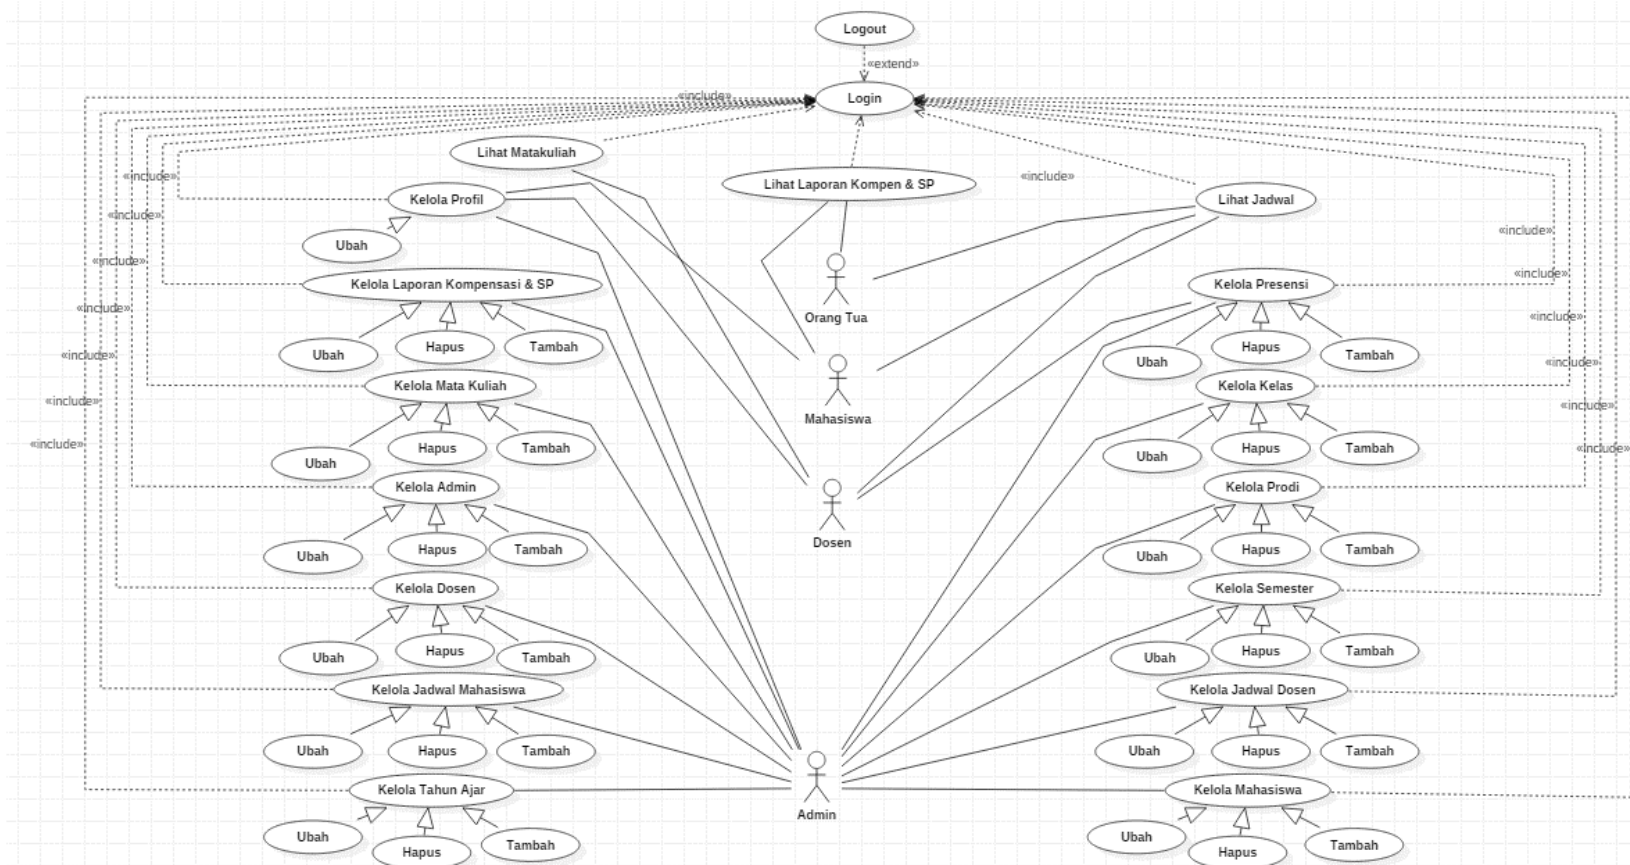 Logout
«extend»
Login
«include»
Lihat Matakuliah
«include»
Lihat Laporan Kompen & SP
«include»
Kelola Profil
Lihat Jadwal
«include»
«include»
Ubah
«include»
«include»
Kelola Laporan Kompensasi & SP
Kelola Presensi
«include»
«include»
Orang Tua
Ubah
Hapus
Tambah
Ubah
Hapus
Tambah
«include»
«include»
Kelola Mata Kuliah
Kelola Kelas
«include»
«include»
Mahasiswa
Ubah
Hapus
Tambah
Ubah
Hapus
Tambah
«include»
«include»
Kelola Admin
Kelola Prodi
Dosen
Ubah
Hapus
Tambah
Ubah
Hapus
Tambah
Kelola Dosen
Kelola Semester
Ubah
Hapus
Tambah
Ubah
Hapus
Tambah
Kelola Jadwal Mahasiswa
Kelola Jadwal Dosen
Ubah
Hapus
Tambah
Ubah
Hapus
Tambah
Kelola Tahun Ajar
Admin
Kelola Mahasiswa
Ubah
Hapus
Tambah
Ubah
Hapus
Tambah